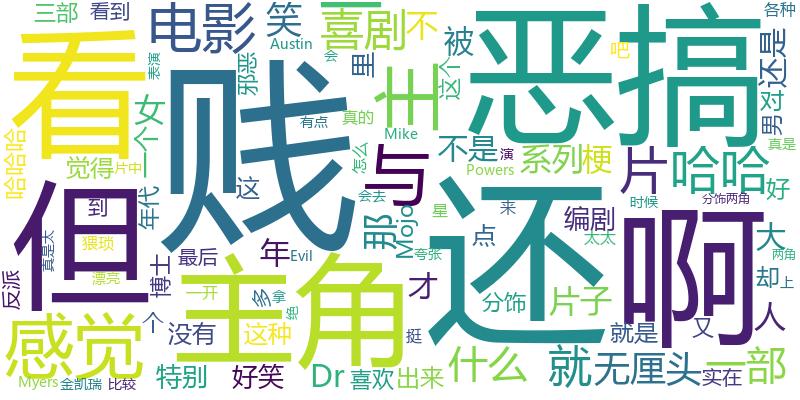 三部
看到
电影
笑
Austin
喜剧
不
被
恶搞
还是
各种
看
贱
表演
邪恶
会
里
这个
主
吧
对
男
真是
哈哈哈
一个
女
觉得
片中
有点
真的
Mike
怎么
演
不是
Powers
系列
梗
片
哈哈
好
但
到
年代
这
与
会去
那
Mojo
星
来
还
编剧
时候
分饰两角
啊
太太
大
两角
真是太
猥琐
漂亮
反派
博士
最后
年
Evil
夸张
点
却
上
人
感觉
主角
一开
多
拿
绝
才
分饰
片子
个
没有
这种
挺
就是
又
Myers
金凯瑞
比较
特别
好笑
Dr
喜欢
出来
什么
就
无厘头
实在
一部